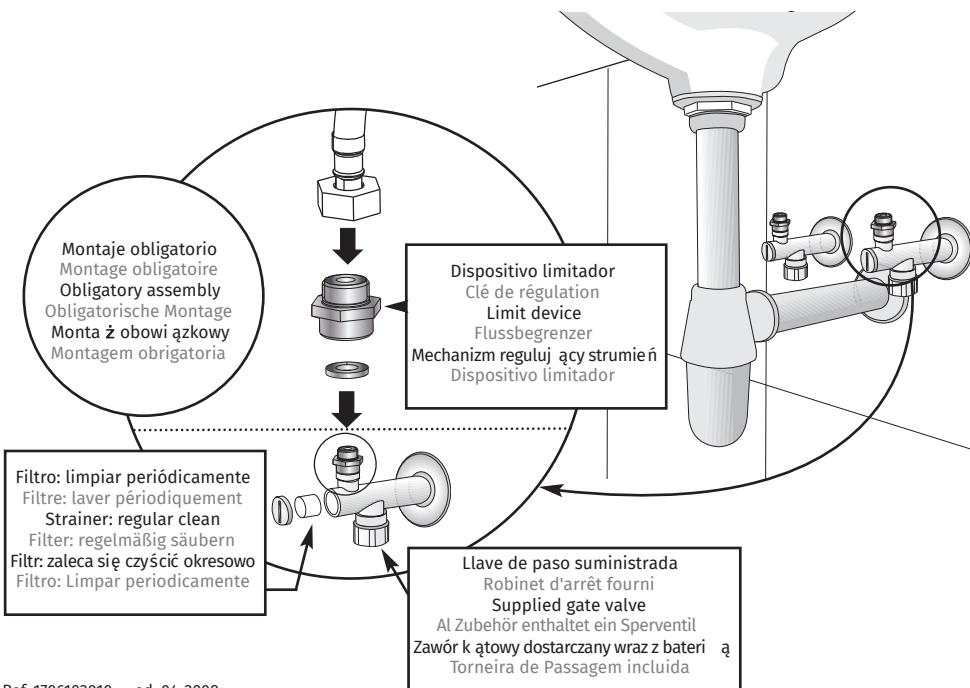 Montaje obligatorio
Montage obligatoire
Obligatory assembly
Obligatorische Montage
Monta ż obowi ązkowy
Montagem obrigatoria
Dispositivo limitador
Clé de régulation
Limit device
Flussbegrenzer
Mechanizm reguluj ący strumie ń
Dispositivo limitador
Filtro: limpiar periódicamente
Filtre: laver périodiquement
Strainer: regular clean
Filter: regelmäßig säubern
Filtr: zaleca się czyścić okresowo
Filtro: Limpar periodicamente
Llave de paso suministrada
Robinet d'arrêt fourni
Supplied gate valve
Al Zubehör enthaltet ein Sperventil
Zawór k ątowy dostarczany wraz z bateri ą
Torneira de Passagem incluida